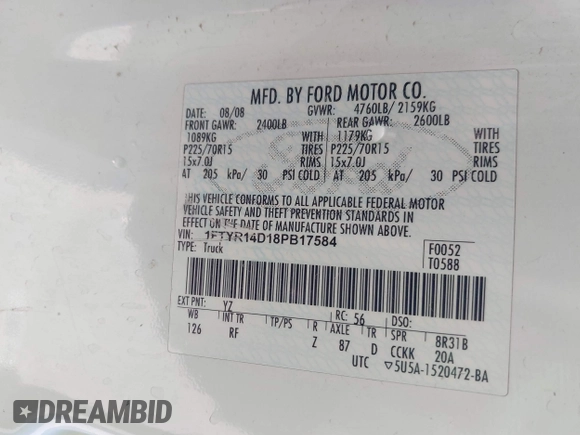 MFD. BY FORD MOTOR CO.
DATE: 08/08 GVWR: 4760LB/ 2159KG
FRONT GAWR: 2400LB REAR GAWR: 2600LB
1089KG WITH 1179KG WITH
P225/70R15 TIRES P225/70R15 TIRES
15x7.0J RIMS 15x7.0J RIMS
AT 205 kPa/ 30 PSI COLD AT 205 kPa/ 30 PSI COLD
THIS VEHICLE CONFORMS TO ALL APPLICABLE FEDERAL MOTOR
VEHICLE SAFETY AND THEFT PREVENTION STANDARDS IN
EFFECT ON THE DATE OF MANUFACTURE SHOWN ABOVE.
VIN: 1FTYR14D18PB17584 F0052
TYPE: Truck T0588
EXT PNT: YZ RC: 56 DSO:
WB INT TR TP/PS R AXLE TR SPR 8R31B
126 RF Z 87 D CCKK 20A
UTC ▽5U5A-1520472-BA
DREAMBID